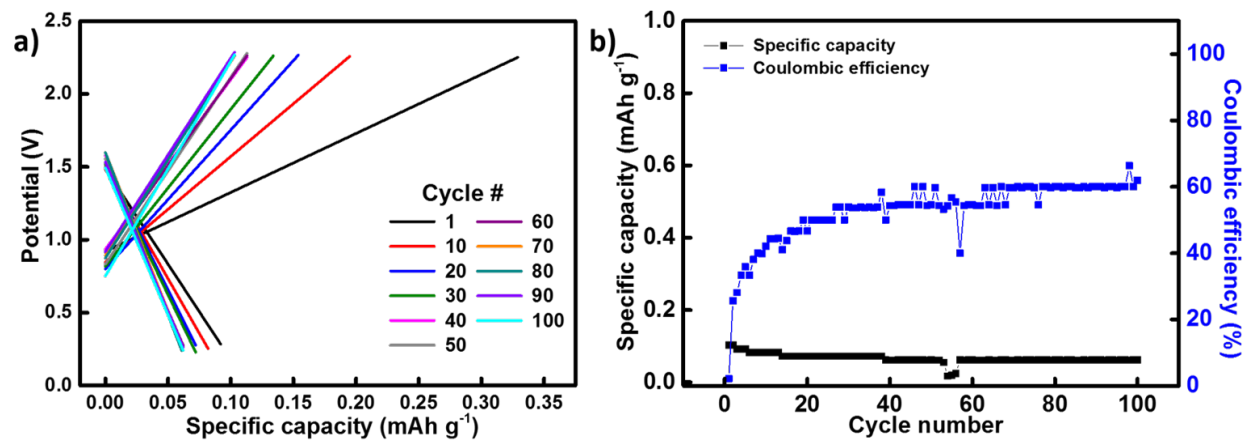 a)
2.5
2.0
1.5
1.0
0.5
0.0
Potential (V)
Cycle #
1 60
10 70
20 80
30 90
40 100
50
0.00 0.05 0.10 0.15 0.20 0.25 0.30 0.35
Specific capacity (mAh g⁻¹)
b)
1.0
0.8
0.6
0.4
0.2
0.0
Specific capacity (mAh g⁻¹)
Specific capacity
Coulombic efficiency
100
80
60
40
20
0
Coulombic
efficiency (%)
0 20 40 60 80 100
Cycle number